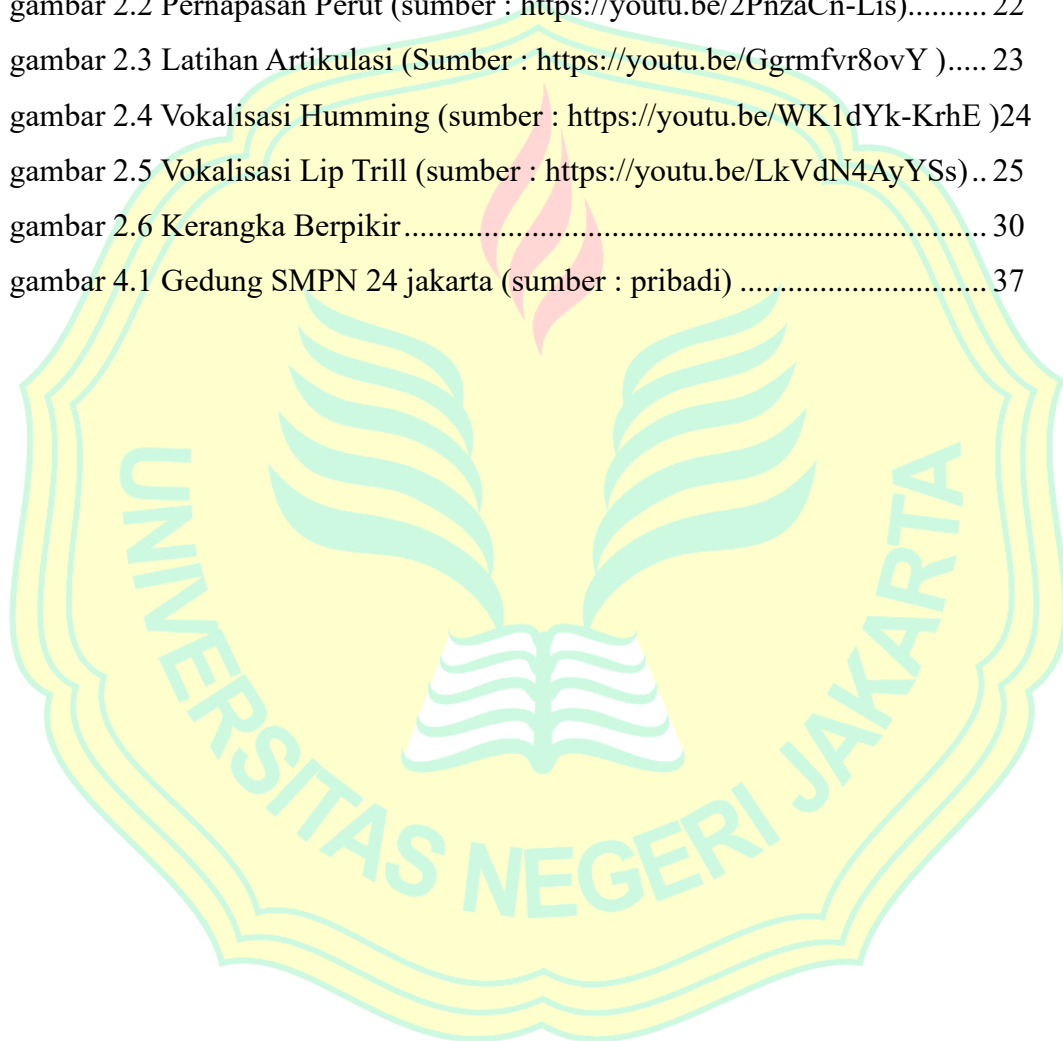 gambar 2.2 Pernapasan Perut (sumber : https://youtu.be/2PnzaCn-Lis).......... 22
gambar 2.3 Latihan Artikulasi (Sumber : https://youtu.be/Ggrmfvr8ovY )..... 23
gambar 2.4 Vokalisasi Humming (sumber : https://youtu.be/WK1dYk-KrhE )24
gambar 2.5 Vokalisasi Lip Trill (sumber : https://youtu.be/LkVdN4AyYSs).. 25
gambar 2.6 Kerangka Berpikir.......................................................................... 30
gambar 4.1 Gedung SMPN 24 jakarta (sumber : pribadi) ............................... 37
UNIVERSITAS NEGERI JAKARTA